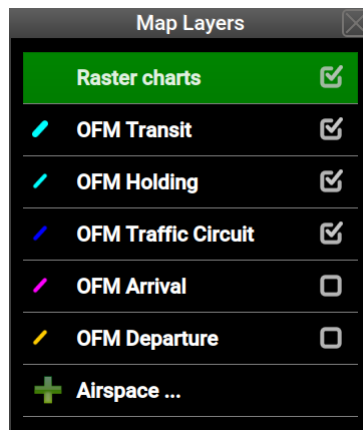 Map Layers
Raster charts
OFM Transit
OFM Holding
OFM Traffic Circuit
OFM Arrival
OFM Departure
Airspace ...